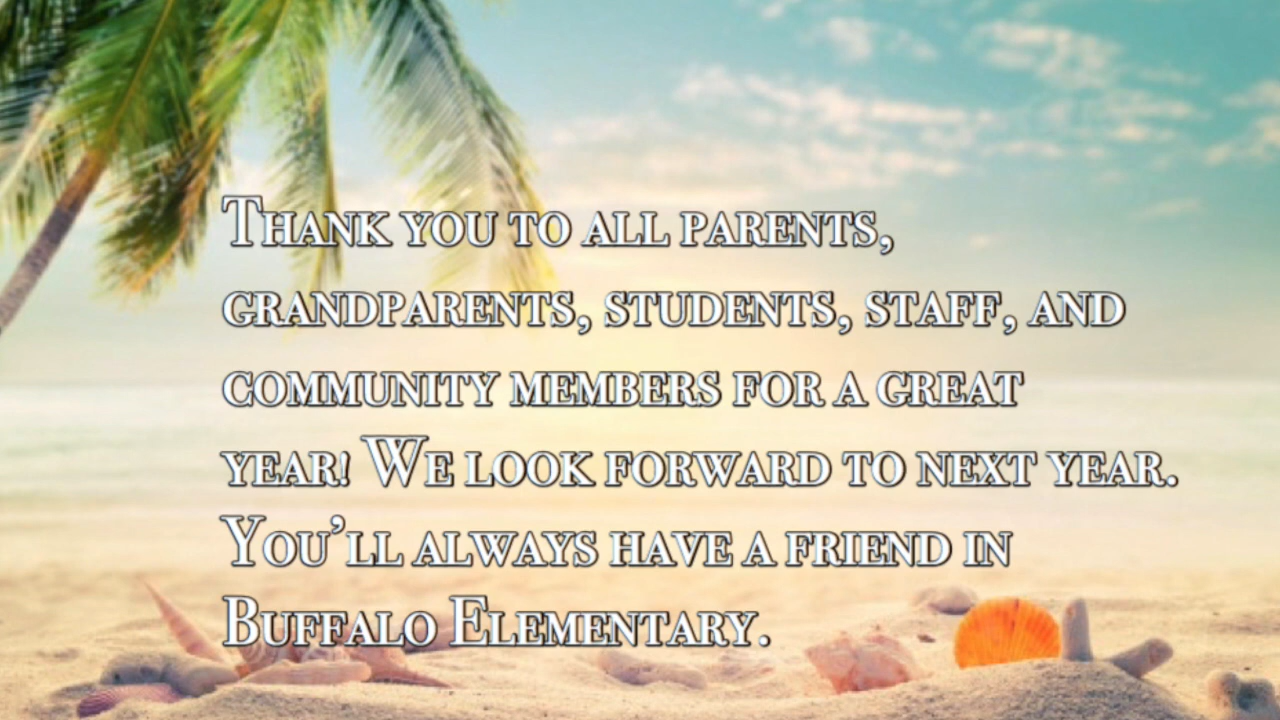 Thank you to all parents,
grandparents, students, staff, and
community members for a great
year! We look forward to next year.
You’ll always have a friend in
Buffalo Elementary.